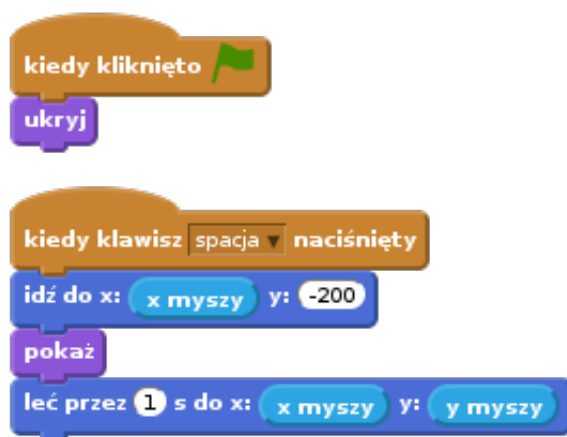 kiedy kliknięto
ukryj
kiedy klawisz spacja naciśnięty
idź do x: x myszy y: -200
pokaż
leć przez 1 s do x: x myszy y: y myszy